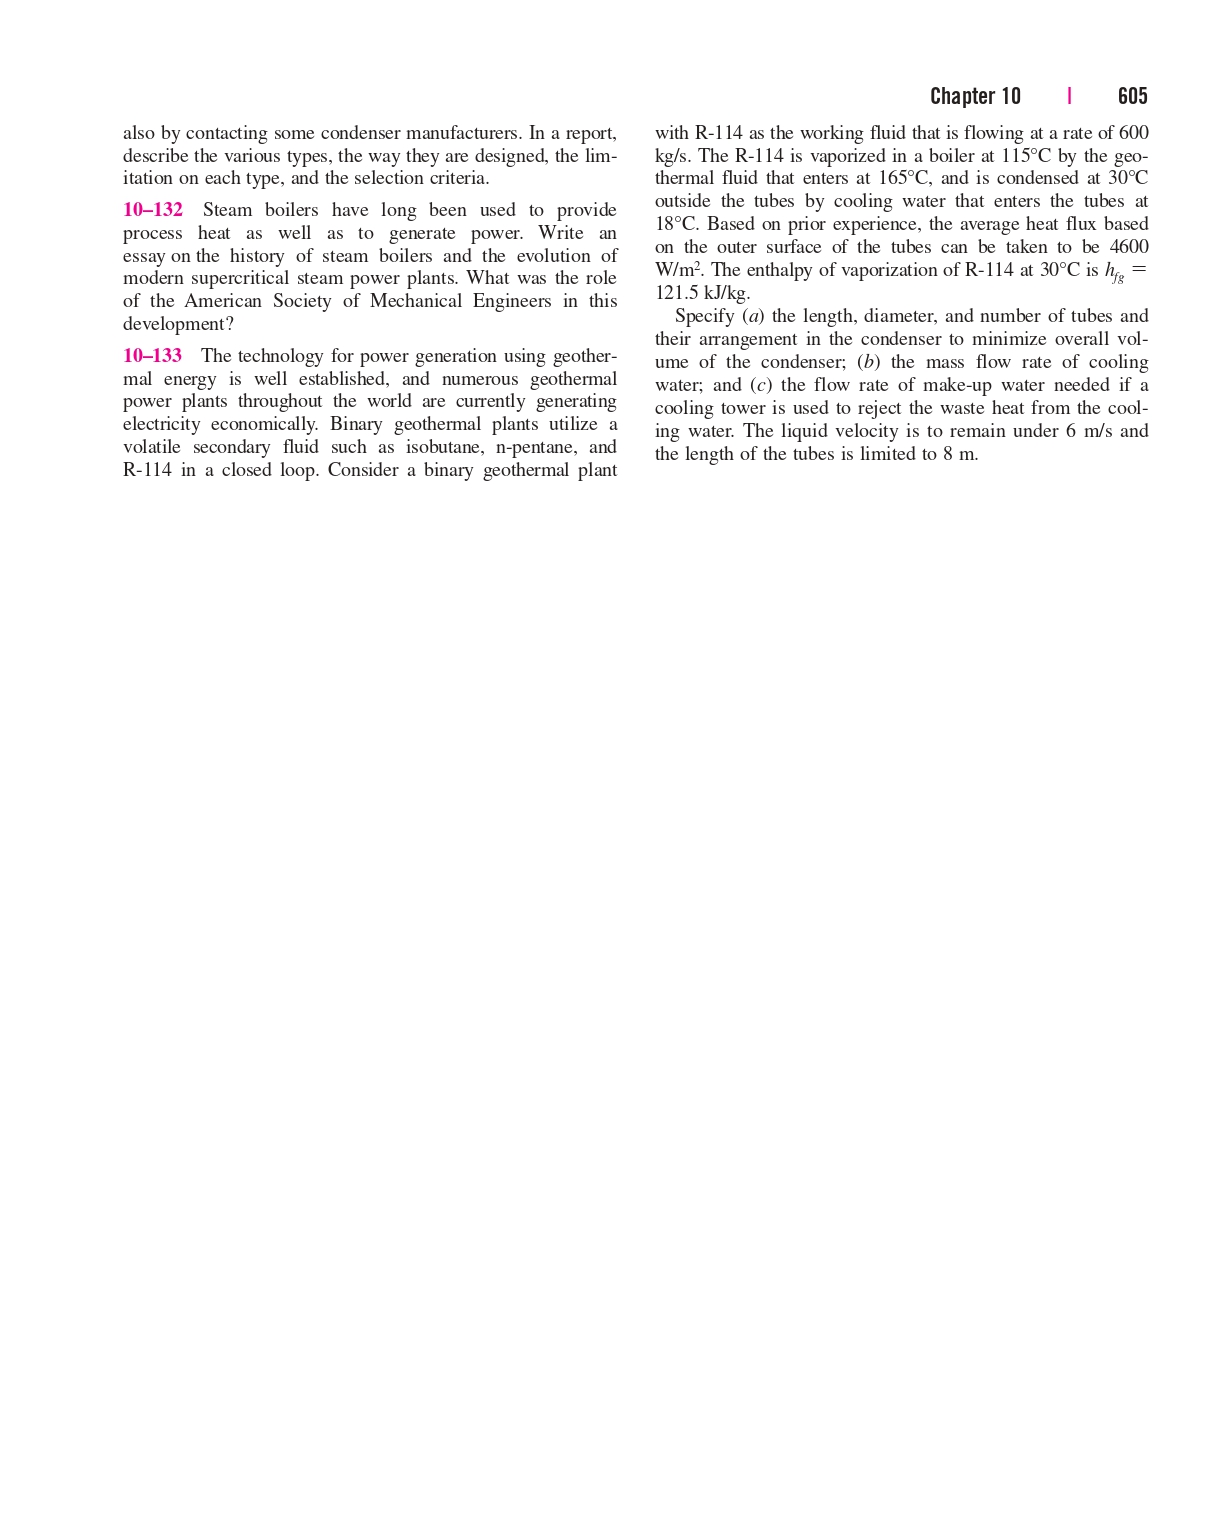 Chapter 10 | 605
also by contacting some condenser manufacturers. In a report,
describe the various types, the way they are designed, the lim-
itation on each type, and the selection criteria.
10–132 Steam boilers have long been used to provide
process heat as well as to generate power. Write an
essay on the history of steam boilers and the evolution of
modern supercritical steam power plants. What was the role
of the American Society of Mechanical Engineers in this
development?
10–133 The technology for power generation using geother-
mal energy is well established, and numerous geothermal
power plants throughout the world are currently generating
electricity economically. Binary geothermal plants utilize a
volatile secondary fluid such as isobutane, n-pentane, and
R-114 in a closed loop. Consider a binary geothermal plant
with R-114 as the working fluid that is flowing at a rate of 600
kg/s. The R-114 is vaporized in a boiler at 115°C by the geo-
thermal fluid that enters at 165°C, and is condensed at 30°C
outside the tubes by cooling water that enters the tubes at
18°C. Based on prior experience, the average heat flux based
on the outer surface of the tubes can be taken to be 4600
W/m². The enthalpy of vaporization of R-114 at 30°C is hfg =
121.5 kJ/kg.
Specify (a) the length, diameter, and number of tubes and
their arrangement in the condenser to minimize overall vol-
ume of the condenser; (b) the mass flow rate of cooling
water; and (c) the flow rate of make-up water needed if a
cooling tower is used to reject the waste heat from the cool-
ing water. The liquid velocity is to remain under 6 m/s and
the length of the tubes is limited to 8 m.